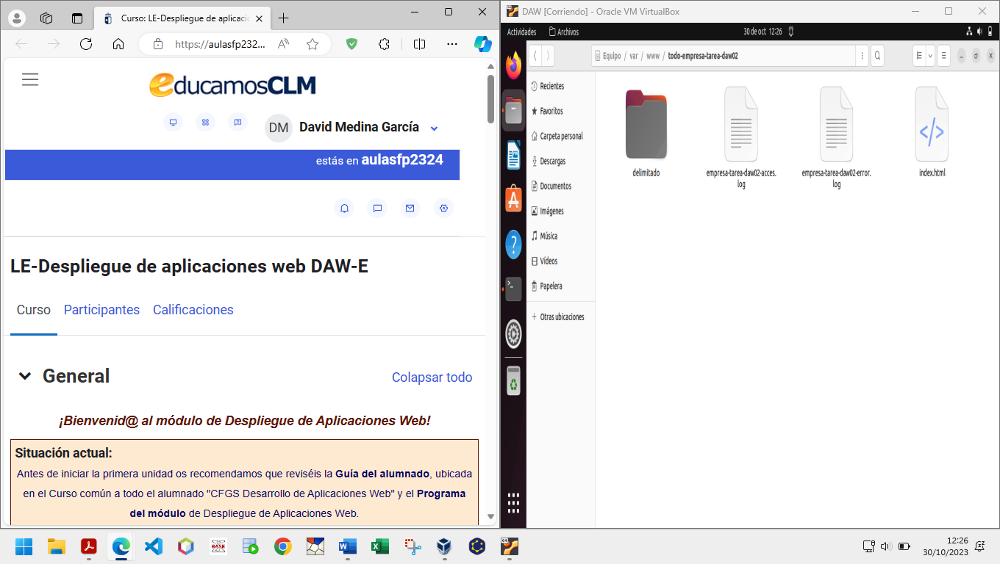 Curso: LE-Despliegue de aplicacio
https://aulasfp232...
educamosCLM
DM
David Medina García
estás en aulasfp2324
LE-Despliegue de aplicaciones web DAW-E
Curso
Participantes
Calificaciones
General
Colapsar todo
¡Bienvenid@ al módulo de Despliegue de Aplicaciones Web!
Situación actual:
Antes de iniciar la primera unidad os recomendamos que reviséis la Guía del alumnado, ubicada
en el Curso común a todo el alumnado "CFGS Desarrollo de Aplicaciones Web" y el Programa
del módulo de Despliegue de Aplicaciones Web.
DAW [Corriendo] - Oracle VM VirtualBox
Actividades
Archivos
30 de oct 12:26
Equipo / var / www / todo-empresa-tarea-daw02
Recientes
Favoritos
Carpeta personal
Descargas
Documentos
Imágenes
Música
Vídeos
Papelera
+ Otras ubicaciones
delimitado
empresa-tarea-daw02-acces.
log
empresa-tarea-daw02-error.
log
index.html
12:26
30/10/2023